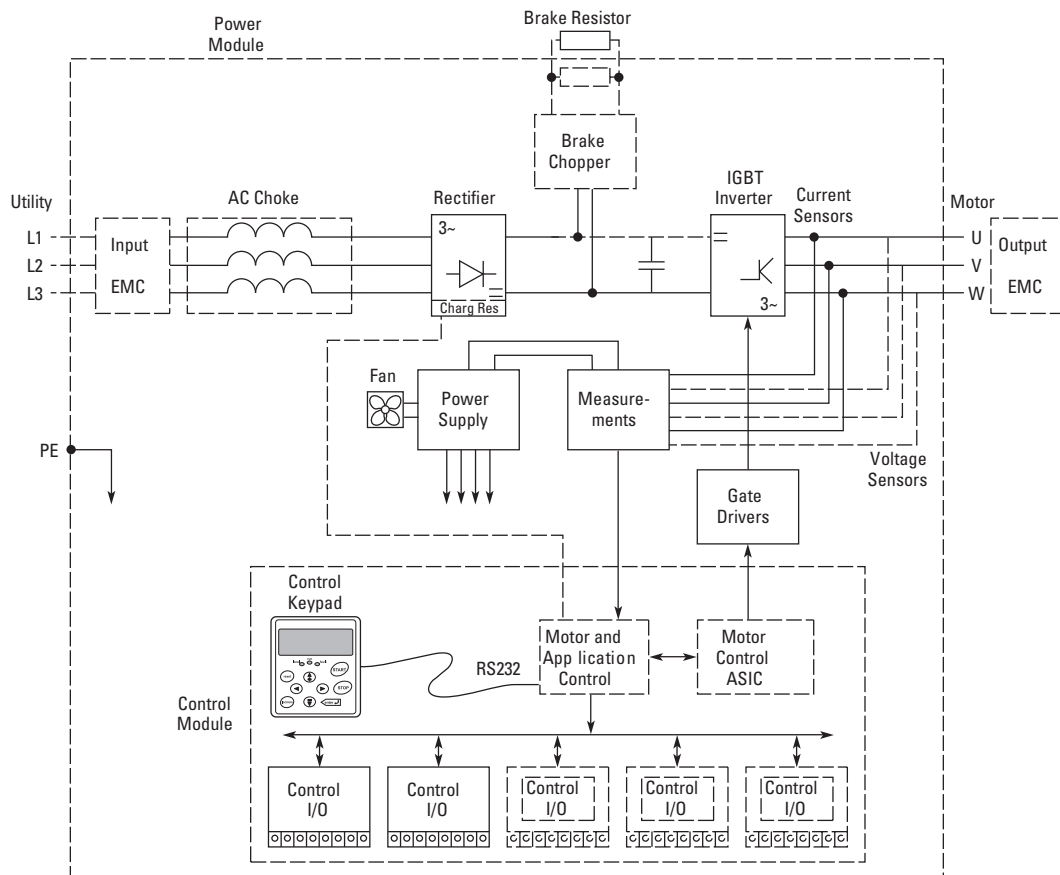 Brake Resistor
Power
Module
Brake
Chopper
Utility
AC Choke
Rectifier
IGBT
Inverter
Current
Sensors
Motor
L1
L2
L3
Input
EMC
3~
Charg Res
3~
U
V
W
Output
EMC
Fan
Power
Supply
Measure-
ments
PE
Voltage
Sensors
Gate
Drivers
Control
Keypad
START
STOP
RS232
Motor and
App lication
Control
Motor
Control
ASIC
Control
Module
Control
I/O
Control
I/O
Control
I/O
Control
I/O
Control
I/O